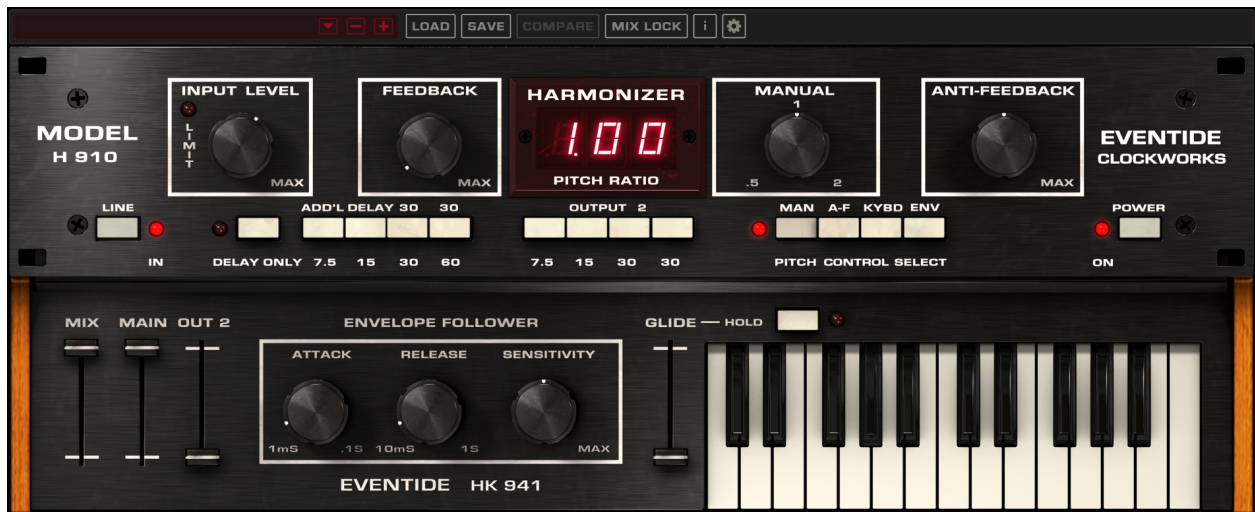 LOAD SAVE COMPARE MIX LOCK i
INPUT LEVEL
LIMIT
MAX
FEEDBACK
MAX
HARMONIZER
1.00
PITCH RATIO
MANUAL
1
.5 2
ANTI-FEEDBACK
MAX
MODEL
H 910
EVENTIDE
CLOCKWORKS
LINE
IN
DELAY ONLY
ADD'L DELAY 30 30
7.5 15 30 60
OUTPUT 2
7.5 15 30 30
MAN A-F KYBD ENV
PITCH CONTROL SELECT
POWER
ON
MIX MAIN OUT 2
ENVELOPE FOLLOWER
ATTACK RELEASE SENSITIVITY
1mS .1S 10mS 1S MAX
EVENTIDE HK 941
GLIDE — HOLD